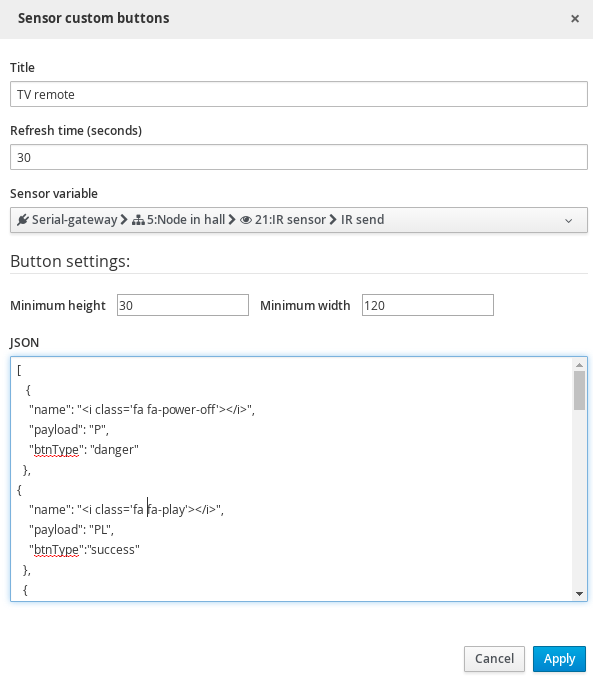 Sensor custom buttons ×
Title
TV remote
Refresh time (seconds)
30
Sensor variable
Serial-gateway 5:Node in hall 21:IR sensor IR send
Button settings:
Minimum height 30 Minimum width 120
JSON
[
{
"name": "<i class='fa fa-power-off'></i>",
"payload": "P",
"btnType": "danger"
},
{
"name": "<i class='fa fa-play'></i>",
"payload": "PL",
"btnType":"success"
},
{
Cancel Apply